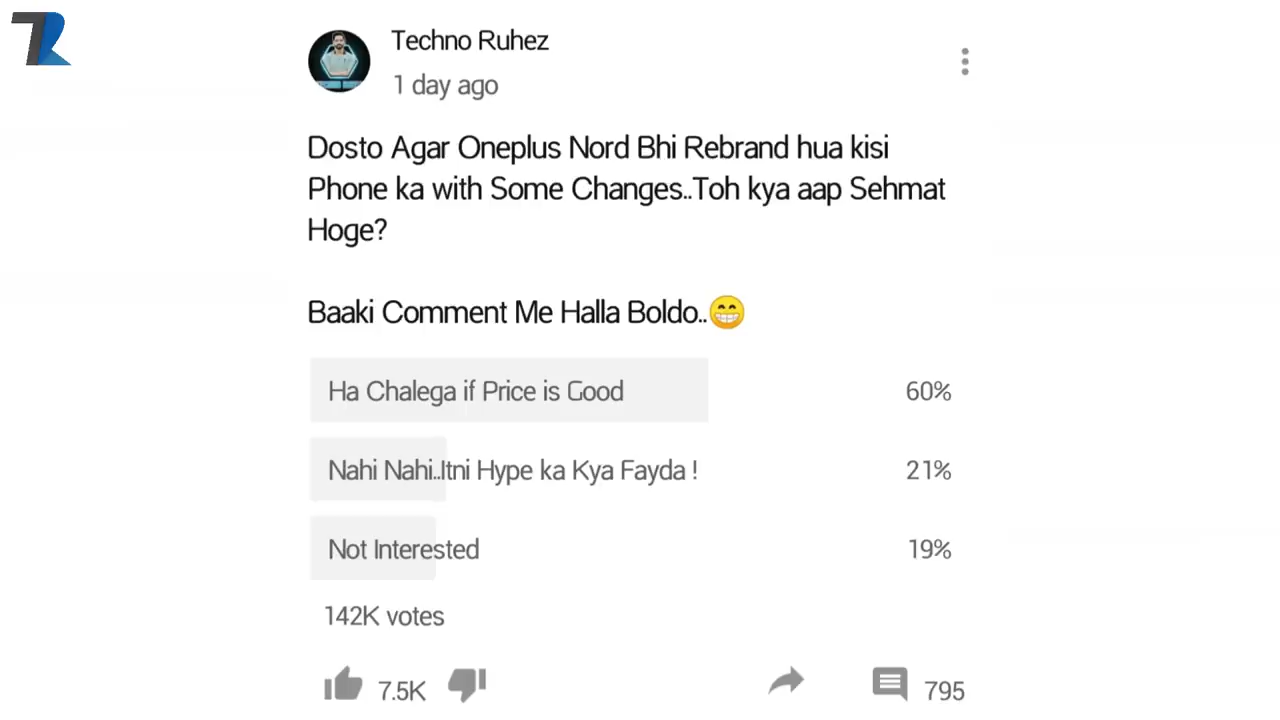 TR
Techno Ruhez
1 day ago
Dosto Agar Oneplus Nord Bhi Rebrand hua kisi
Phone ka with Some Changes..Toh kya aap Sehmat
Hoge?
Baaki Comment Me Halla Boldo..😁
Ha Chalega if Price is Good 60%
Nahi Nahi..Itni Hype ka Kya Fayda ! 21%
Not Interested 19%
142K votes
7.5K 795